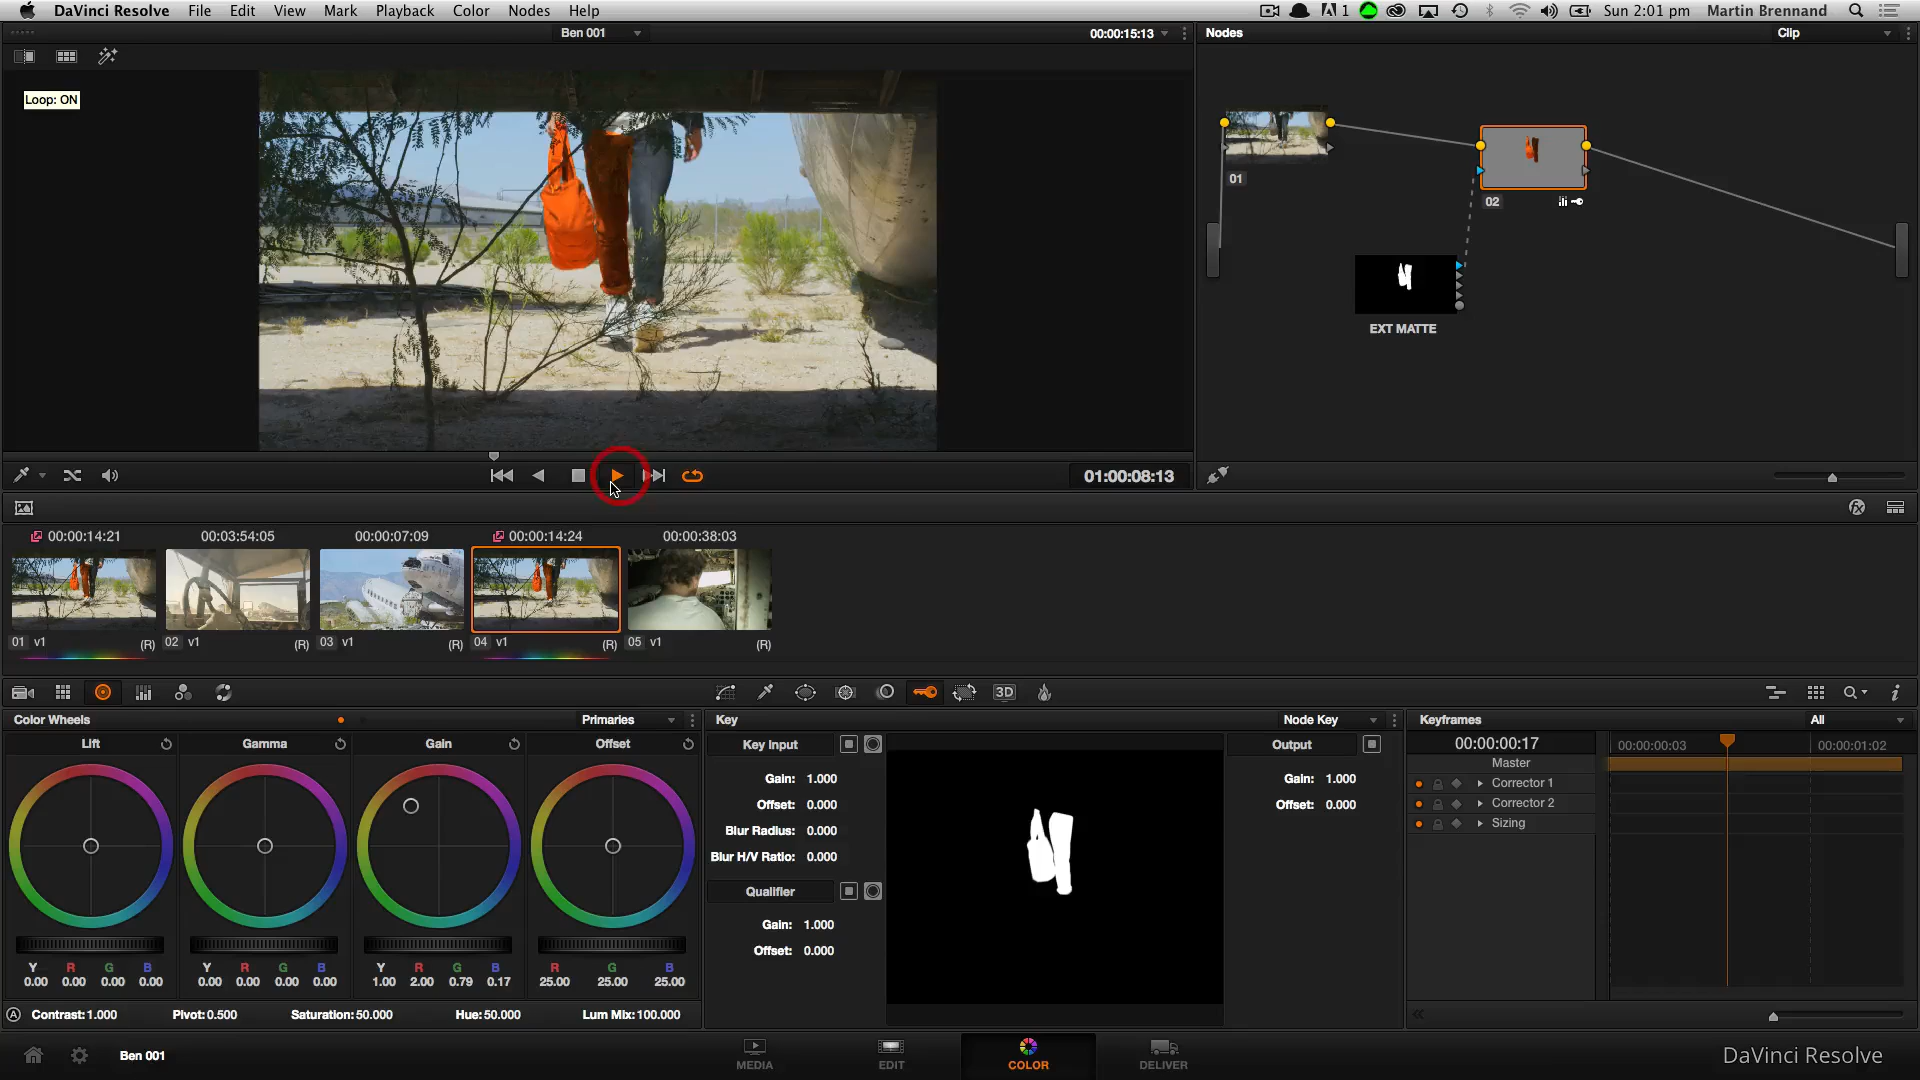 DaVinci Resolve File Edit View Mark Playback Color Nodes Help 1 Sun 2:01 pm Martin Brennand
Ben 001 00:00:15:13 Nodes Clip
Loop: ON
01
02
EXT MATTE
01:00:08:13
00:00:14:21 00:03:54:05 00:00:07:09 00:00:14:24 00:00:38:03
01 v1 (R) 02 v1 (R) 03 v1 (R) 04 v1 (R) 05 v1 (R)
3D
Color Wheels Primaries Key Node Key Keyframes All
Lift Gamma Gain Offset Key Input Output 00:00:00:17 00:00:00:03 00:00:01:02
Master
Gain: 1.000 Gain: 1.000 Corrector 1
Offset: 0.000 Offset: 0.000 Corrector 2
Blur Radius: 0.000 Sizing
Blur H/V Ratio: 0.000
Qualifier
Gain: 1.000
Offset: 0.000
Y R G B Y R G B Y R G B R G B
0.00 0.00 0.00 0.00 0.00 0.00 0.00 0.00 1.00 2.00 0.79 0.17 25.00 25.00 25.00
A Contrast:1.000 Pivot:0.500 Saturation:50.000 Hue:50.000 Lum Mix:100.000
Ben 001 MEDIA EDIT COLOR DELIVER DaVinci Resolve